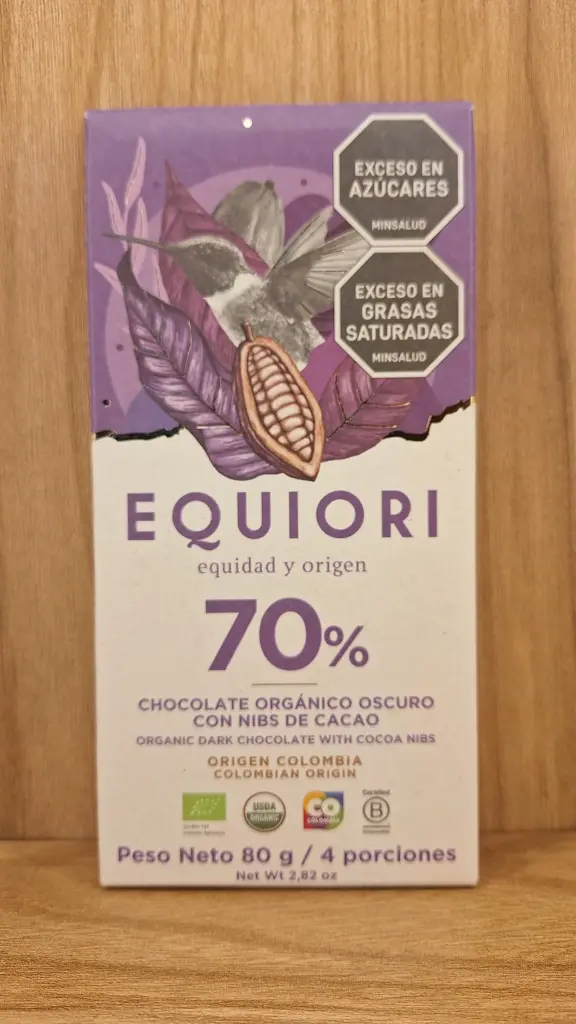 EXCESO EN
AZÚCARES
MINSALUD
EXCESO EN
GRASAS
SATURADAS
MINSALUD
EQUIORI
equidad y origen
70%
CHOCOLATE ORGÁNICO OSCURO
CON NIBS DE CACAO
ORGANIC DARK CHOCOLATE WITH COCOA NIBS
ORIGEN COLOMBIA
COLOMBIAN ORIGIN
USDA
ORGANIC
CO
COLOMBIA
Certified
B
Peso Neto 80 g / 4 porciones
Net Wt 2,82 oz